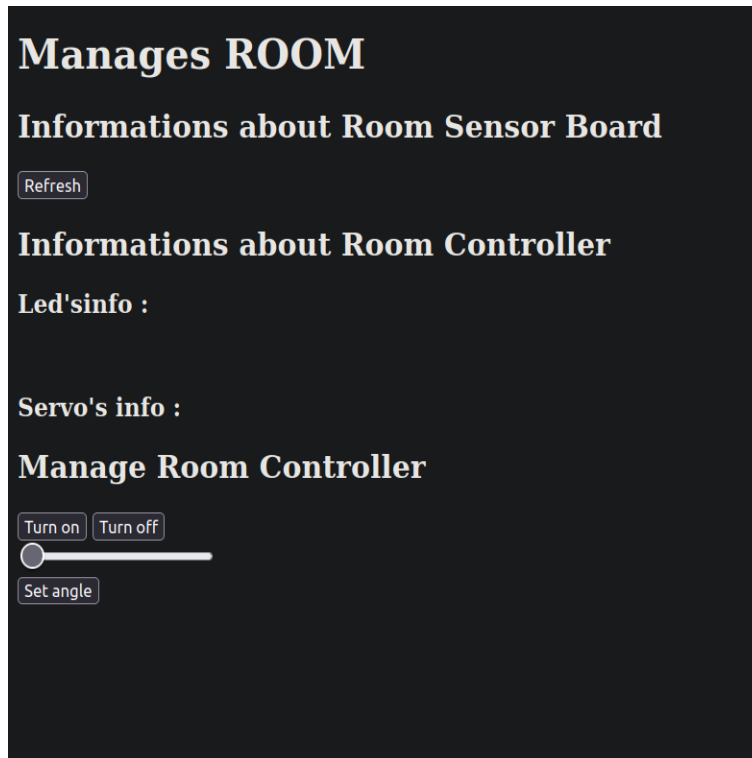 Manages ROOM
Informations about Room Sensor Board
Refresh
Informations about Room Controller
Led'sinfo :
Servo's info :
Manage Room Controller
Turn on Turn off
Set angle